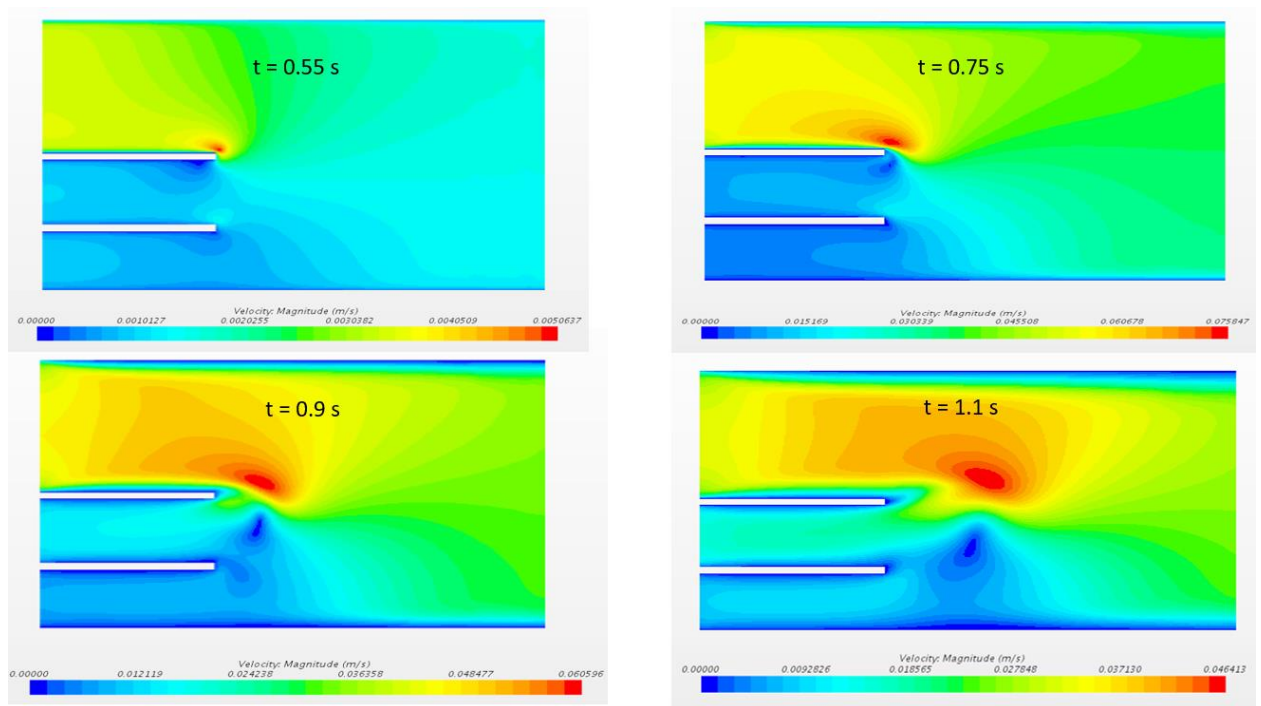 t = 0.55 s
Velocity: Magnitude (m/s)
0.00000 0.0010127 0.0020255 0.0030382 0.0040509 0.0050637
t = 0.75 s
Velocity: Magnitude (m/s)
0.00000 0.015169 0.030339 0.045508 0.060678 0.075847
t = 0.9 s
Velocity: Magnitude (m/s)
0.00000 0.012119 0.024238 0.036358 0.048477 0.060596
t = 1.1 s
Velocity: Magnitude (m/s)
0.00000 0.0092826 0.018565 0.027848 0.037130 0.046413